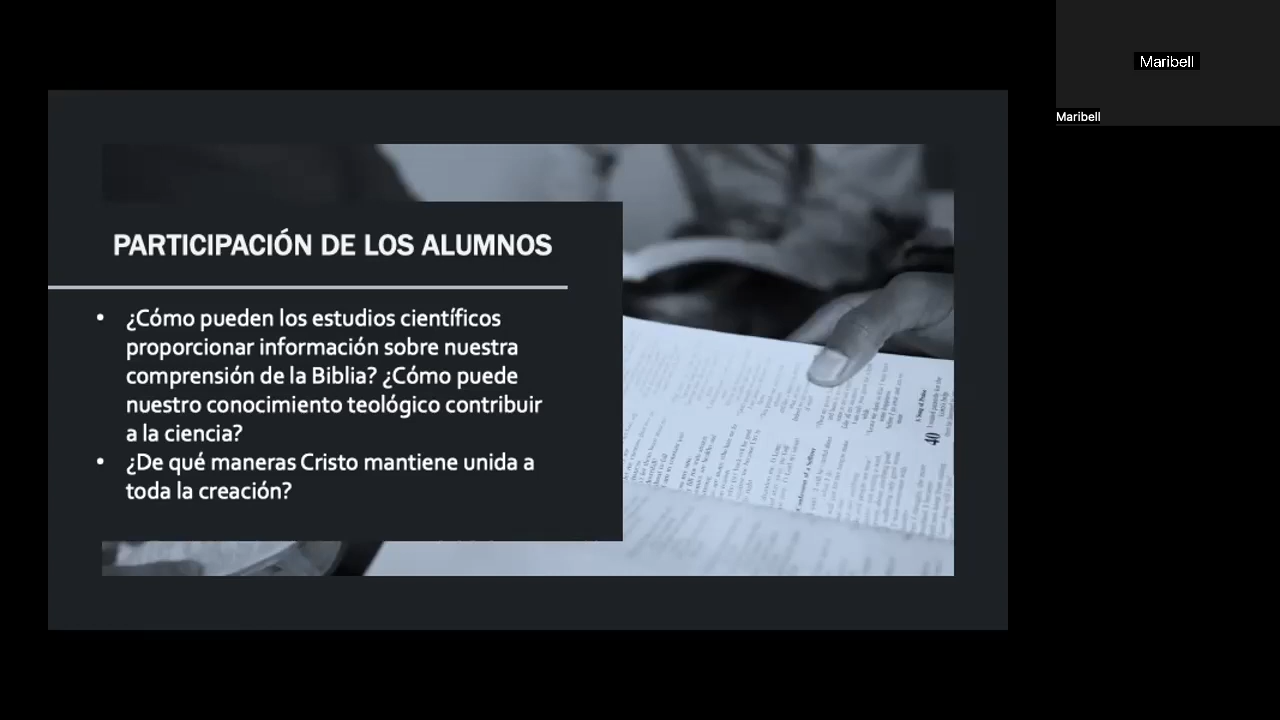 PARTICIPACIÓN DE LOS ALUMNOS
• ¿Cómo pueden los estudios científicos
proporcionar información sobre nuestra
comprensión de la Biblia? ¿Cómo puede
nuestro conocimiento teológico contribuir
a la ciencia?
• ¿De qué maneras Cristo mantiene unida a
toda la creación?
40
Maribell
Maribell